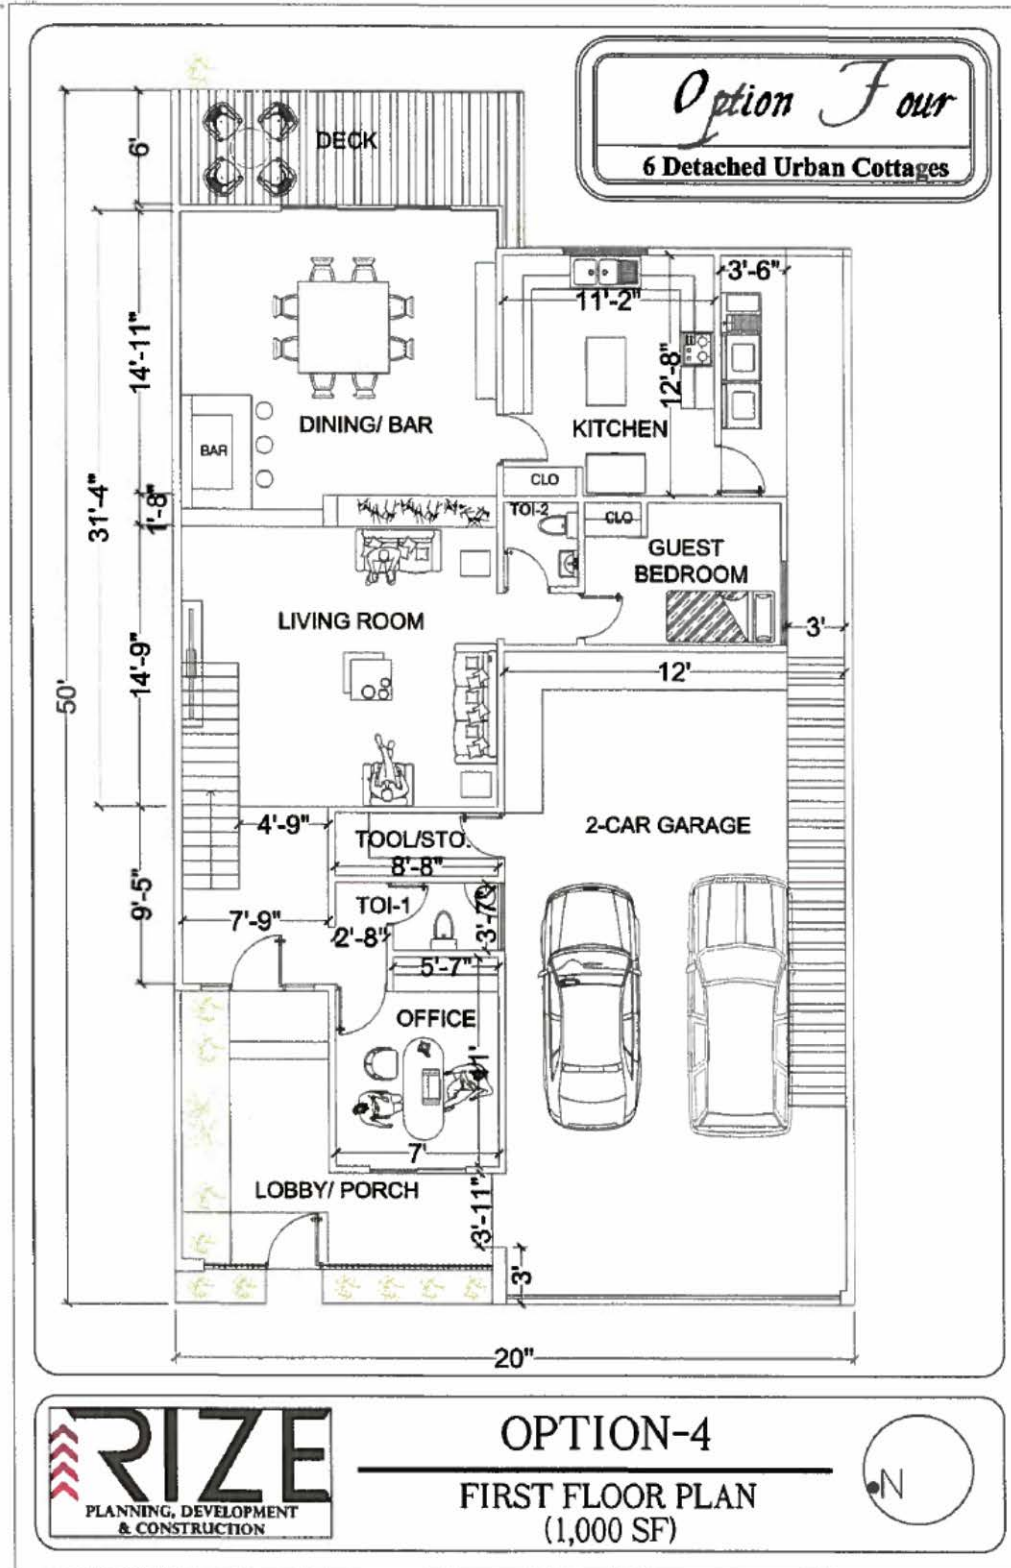 Option Four
6 Detached Urban Cottages
DECK
6'
3'-6"
11'-2"
14'-11"
12'-8"
DINING/ BAR
KITCHEN
BAR
CLO
31'-4"
1'-8"
TOI-2
CLO
GUEST
BEDROOM
LIVING ROOM
3'
14'-9"
12'
50'
4'-9"
TOOL/STO.
2-CAR GARAGE
8'-8"
9'-5"
TOI-1
7'-9"
2'-8"
3'-7"
5'-7"
OFFICE
7'
LOBBY/ PORCH
3'-11"
3'
20"
RIZE
PLANNING, DEVELOPMENT
& CONSTRUCTION
OPTION-4
FIRST FLOOR PLAN
(1,000 SF)
N